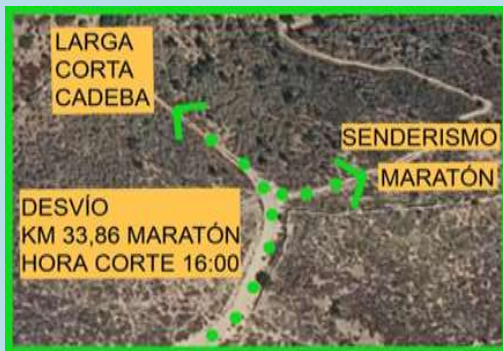 LARGA
CORTA
CADEBA
SENDERISMO
MARATÓN
DESVÍO
KM 33,86 MARATÓN
HORA CORTE 16:00